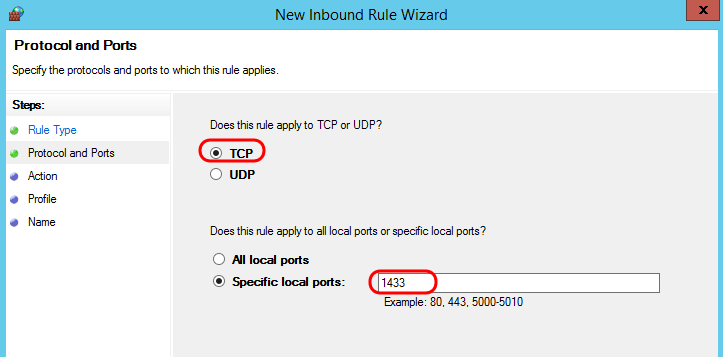 New Inbound Rule Wizard
x
Protocol and Ports
Specify the protocols and ports to which this rule applies.
Steps:
Rule Type
Protocol and Ports
Action
Profile
Name
Does this rule apply to TCP or UDP?
TCP
UDP
Does this rule apply to all local ports or specific local ports?
All local ports
Specific local ports:
1433
Example: 80, 443, 5000-5010